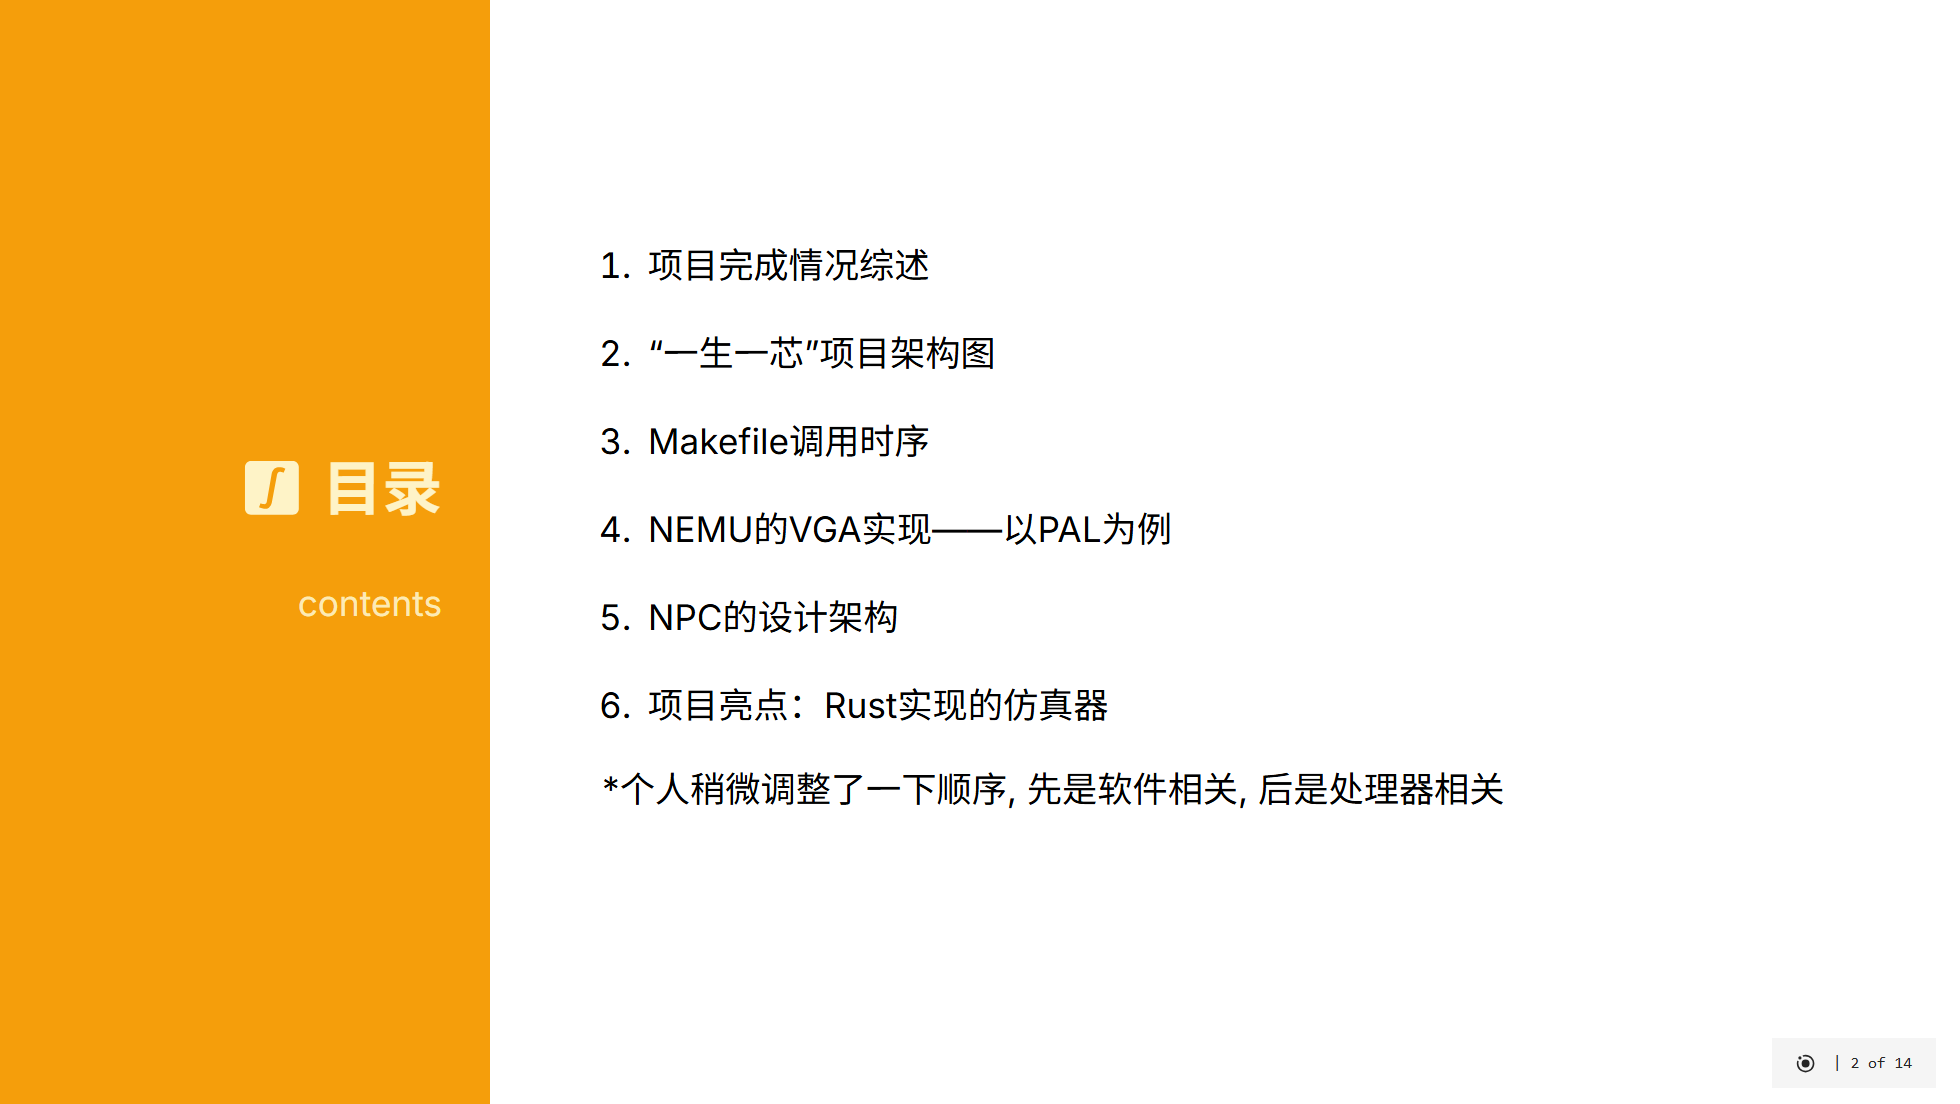 ∫ 目录
contents
1. 项目完成情况综述
2. “一生一芯”项目架构图
3. Makefile调用时序
4. NEMU的VGA实现——以PAL为例
5. NPC的设计架构
6. 项目亮点：Rust实现的仿真器
*个人稍微调整了一下顺序, 先是软件相关, 后是处理器相关
| 2 of 14